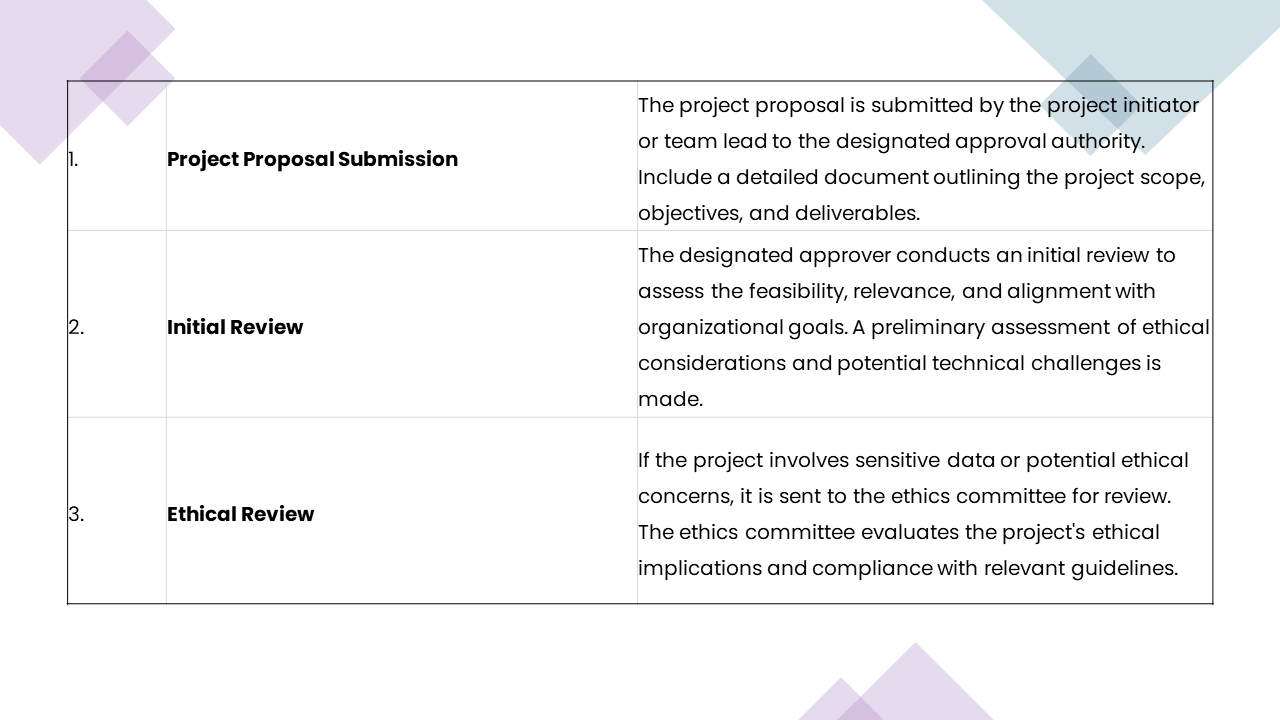 1.
Project Proposal Submission
The project proposal is submitted by the project initiator
or team lead to the designated approval authority.
Include a detailed document outlining the project scope,
objectives, and deliverables.
2.
Initial Review
The designated approver conducts an initial review to
assess the feasibility, relevance, and alignment with
organizational goals. A preliminary assessment of ethical
considerations and potential technical challenges is
made.
3.
Ethical Review
If the project involves sensitive data or potential ethical
concerns, it is sent to the ethics committee for review.
The ethics committee evaluates the project's ethical
implications and compliance with relevant guidelines.